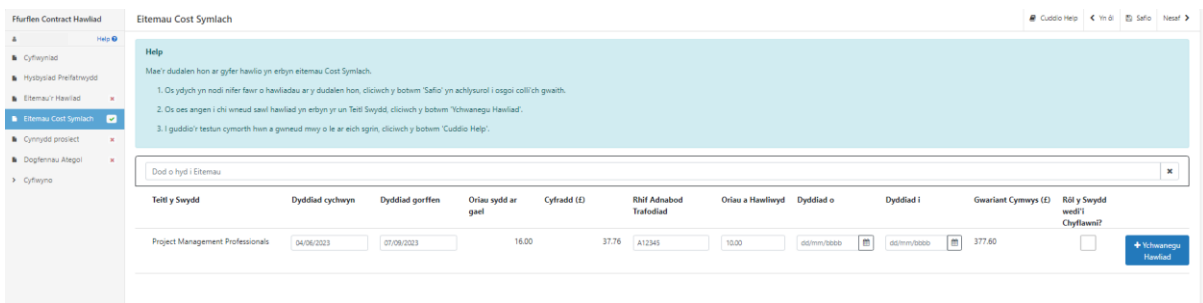 Ffurflen Contract Hawliad
Eitemau Cost Symlach
Cuddio Help
Yn ôl
Safio
Nesaf
Help
Cyflwyniad
Hysbysiad Preifatrwydd
Eitemau'r Hawliad
Eitemau Cost Symlach
Cynnydd prosiect
Dogfennau Ategol
Cyflwyno
Help
Mae'r dudalen hon ar gyfer hawlio yn erbyn eitemau Cost Symlach.
1. Os ydych yn nodi nifer fawr o hawliadau ar y dudalen hon, cliciwch y botwm 'Safio' yn achlysurol i osgoi colli'ch gwaith.
2. Os oes angen i chi wneud sawl hawliad yn erbyn yr un Teitl Swydd, cliciwch y botwm 'Ychwanegu Hawliad'.
3. I guddio'r testun cymorth hwn a gwneud mwy o le ar eich sgrin, cliciwch y botwm 'Cuddio Help'.
Dod o hyd i Eitemau
Teitl y Swydd
Dyddiad cychwyn
Dyddiad gorffen
Oriau sydd ar
gael
Cyfradd (£)
Rhif Adnabod
Trafodiad
Oriau a Hawliwyd
Dyddiad o
Dyddiad i
Gwariant Cymwys (£)
Rôl y Swydd
wedi'i
Chyflawni?
Project Management Professionals
04/08/2023
07/09/2023
16.00
37.76
A12345
10.00
dd/mm/bbbb
dd/mm/bbbb
377.60
+ Ychwanegu
Hawliad